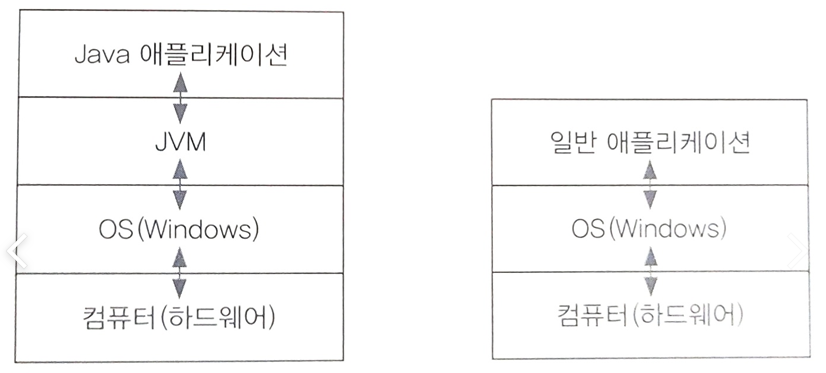 Java 애플리케이션
JVM
OS(Windows)
컴퓨터(하드웨어)
일반 애플리케이션
OS(Windows)
컴퓨터(하드웨어)